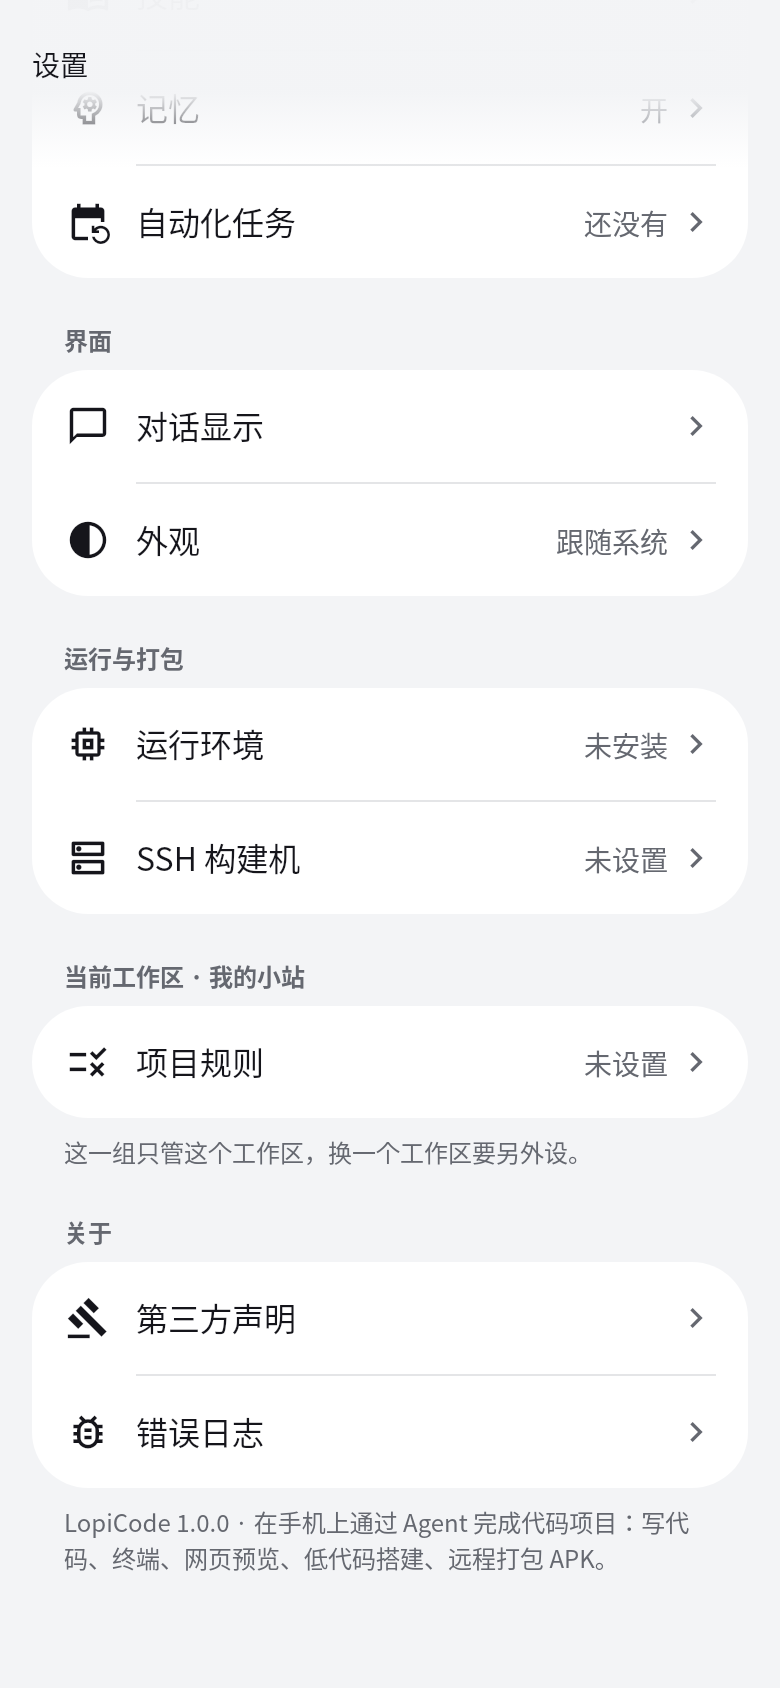 设置
记忆
开
自动化任务
还没有
界面
对话显示
外观
跟随系统
运行与打包
运行环境
未安装
SSH 构建机
未设置
当前工作区 · 我的小站
项目规则
未设置
这一组只管这个工作区，换一个工作区要另外设。
关于
第三方声明
错误日志
LopiCode 1.0.0 · 在手机上通过 Agent 完成代码项目：写代
码、终端、网页预览、低代码搭建、远程打包 APK。